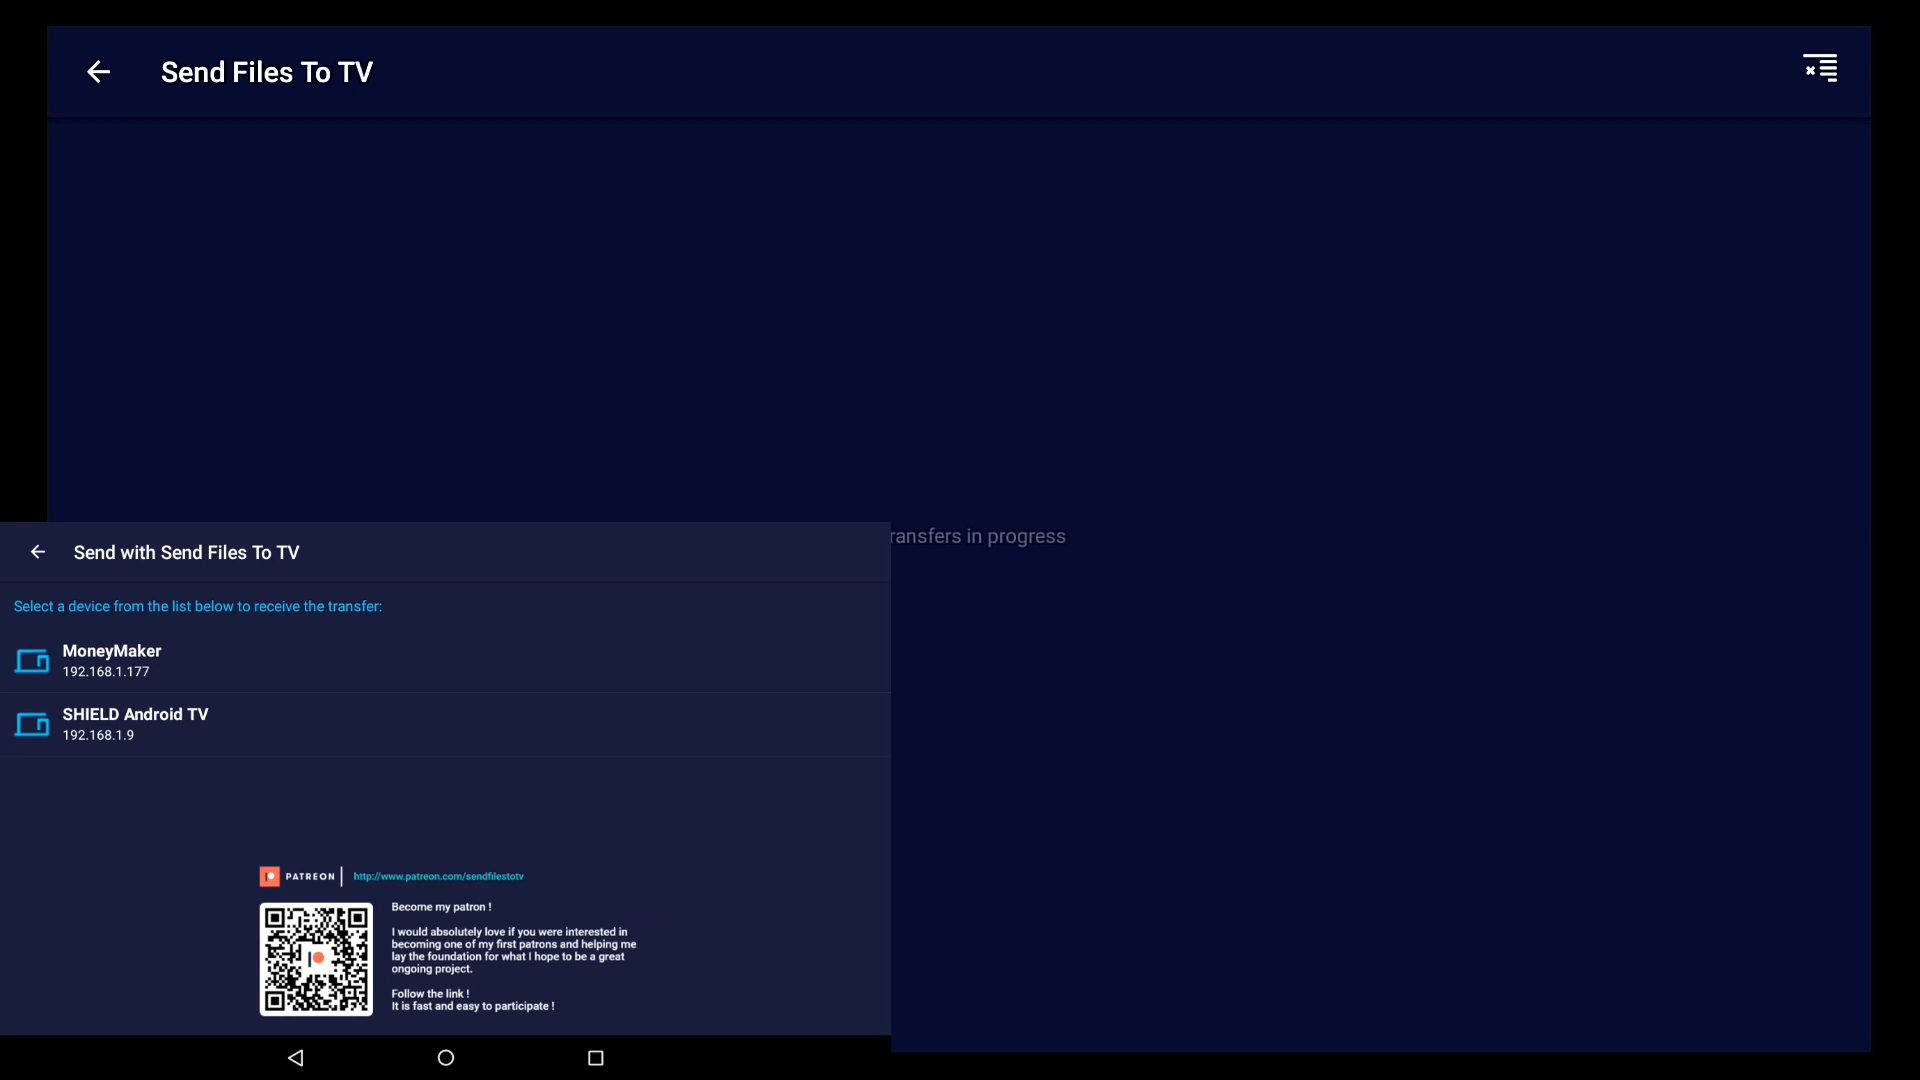 Send Files To TV
ransfers in progress
Send with Send Files To TV
Select a device from the list below to receive the transfer:
MoneyMaker
192.168.1.177
SHIELD Android TV
192.168.1.9
PATREON
http://www.patreon.com/sendfilestotv
Become my patron !
I would absolutely love if you were interested in
becoming one of my first patrons and helping me
lay the foundation for what I hope to be a great
ongoing project.
Follow the link !
It is fast and easy to participate !